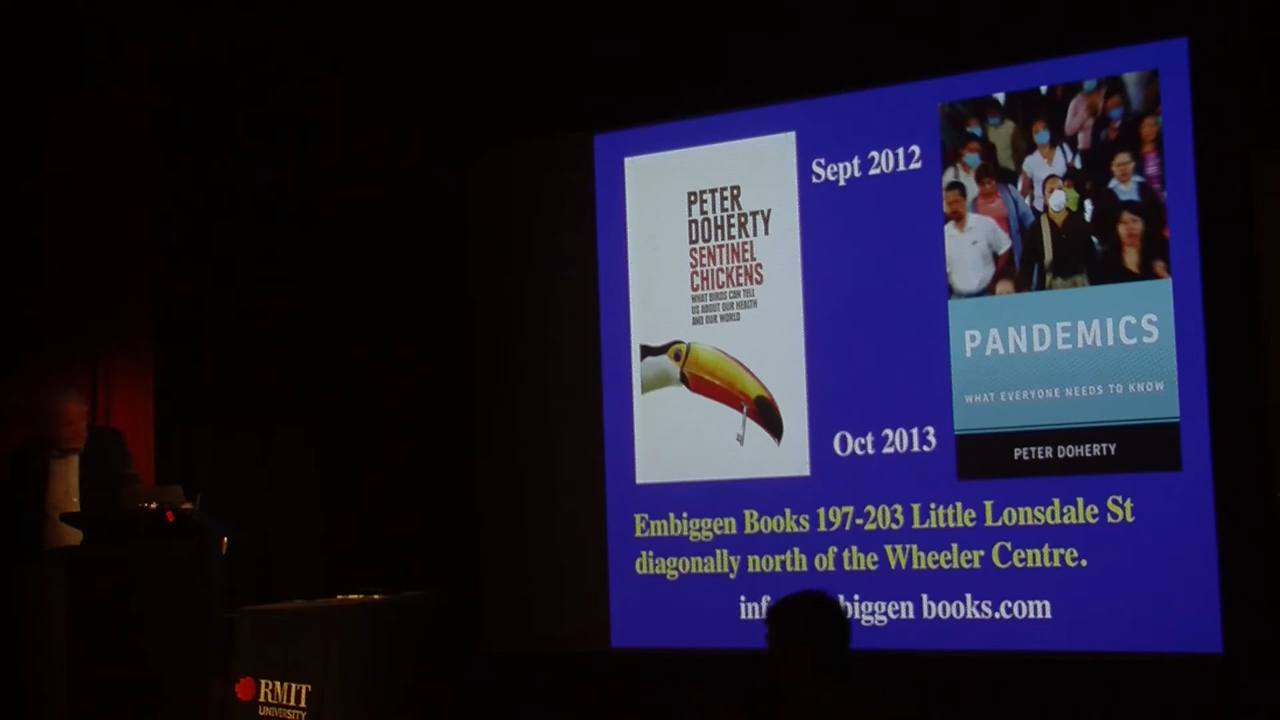 PETER
DOHERTY
SENTINEL
CHICKENS
WHAT BIRDS CAN TELL
US ABOUT OUR HEALTH
AND OUR WORLD
Sept 2012
Oct 2013
PANDEMICS
WHAT EVERYONE NEEDS TO KNOW
PETER DOHERTY
Embiggen Books 197-203 Little Lonsdale St
diagonally north of the Wheeler Centre.
books.com
RMIT
UNIVERSITY